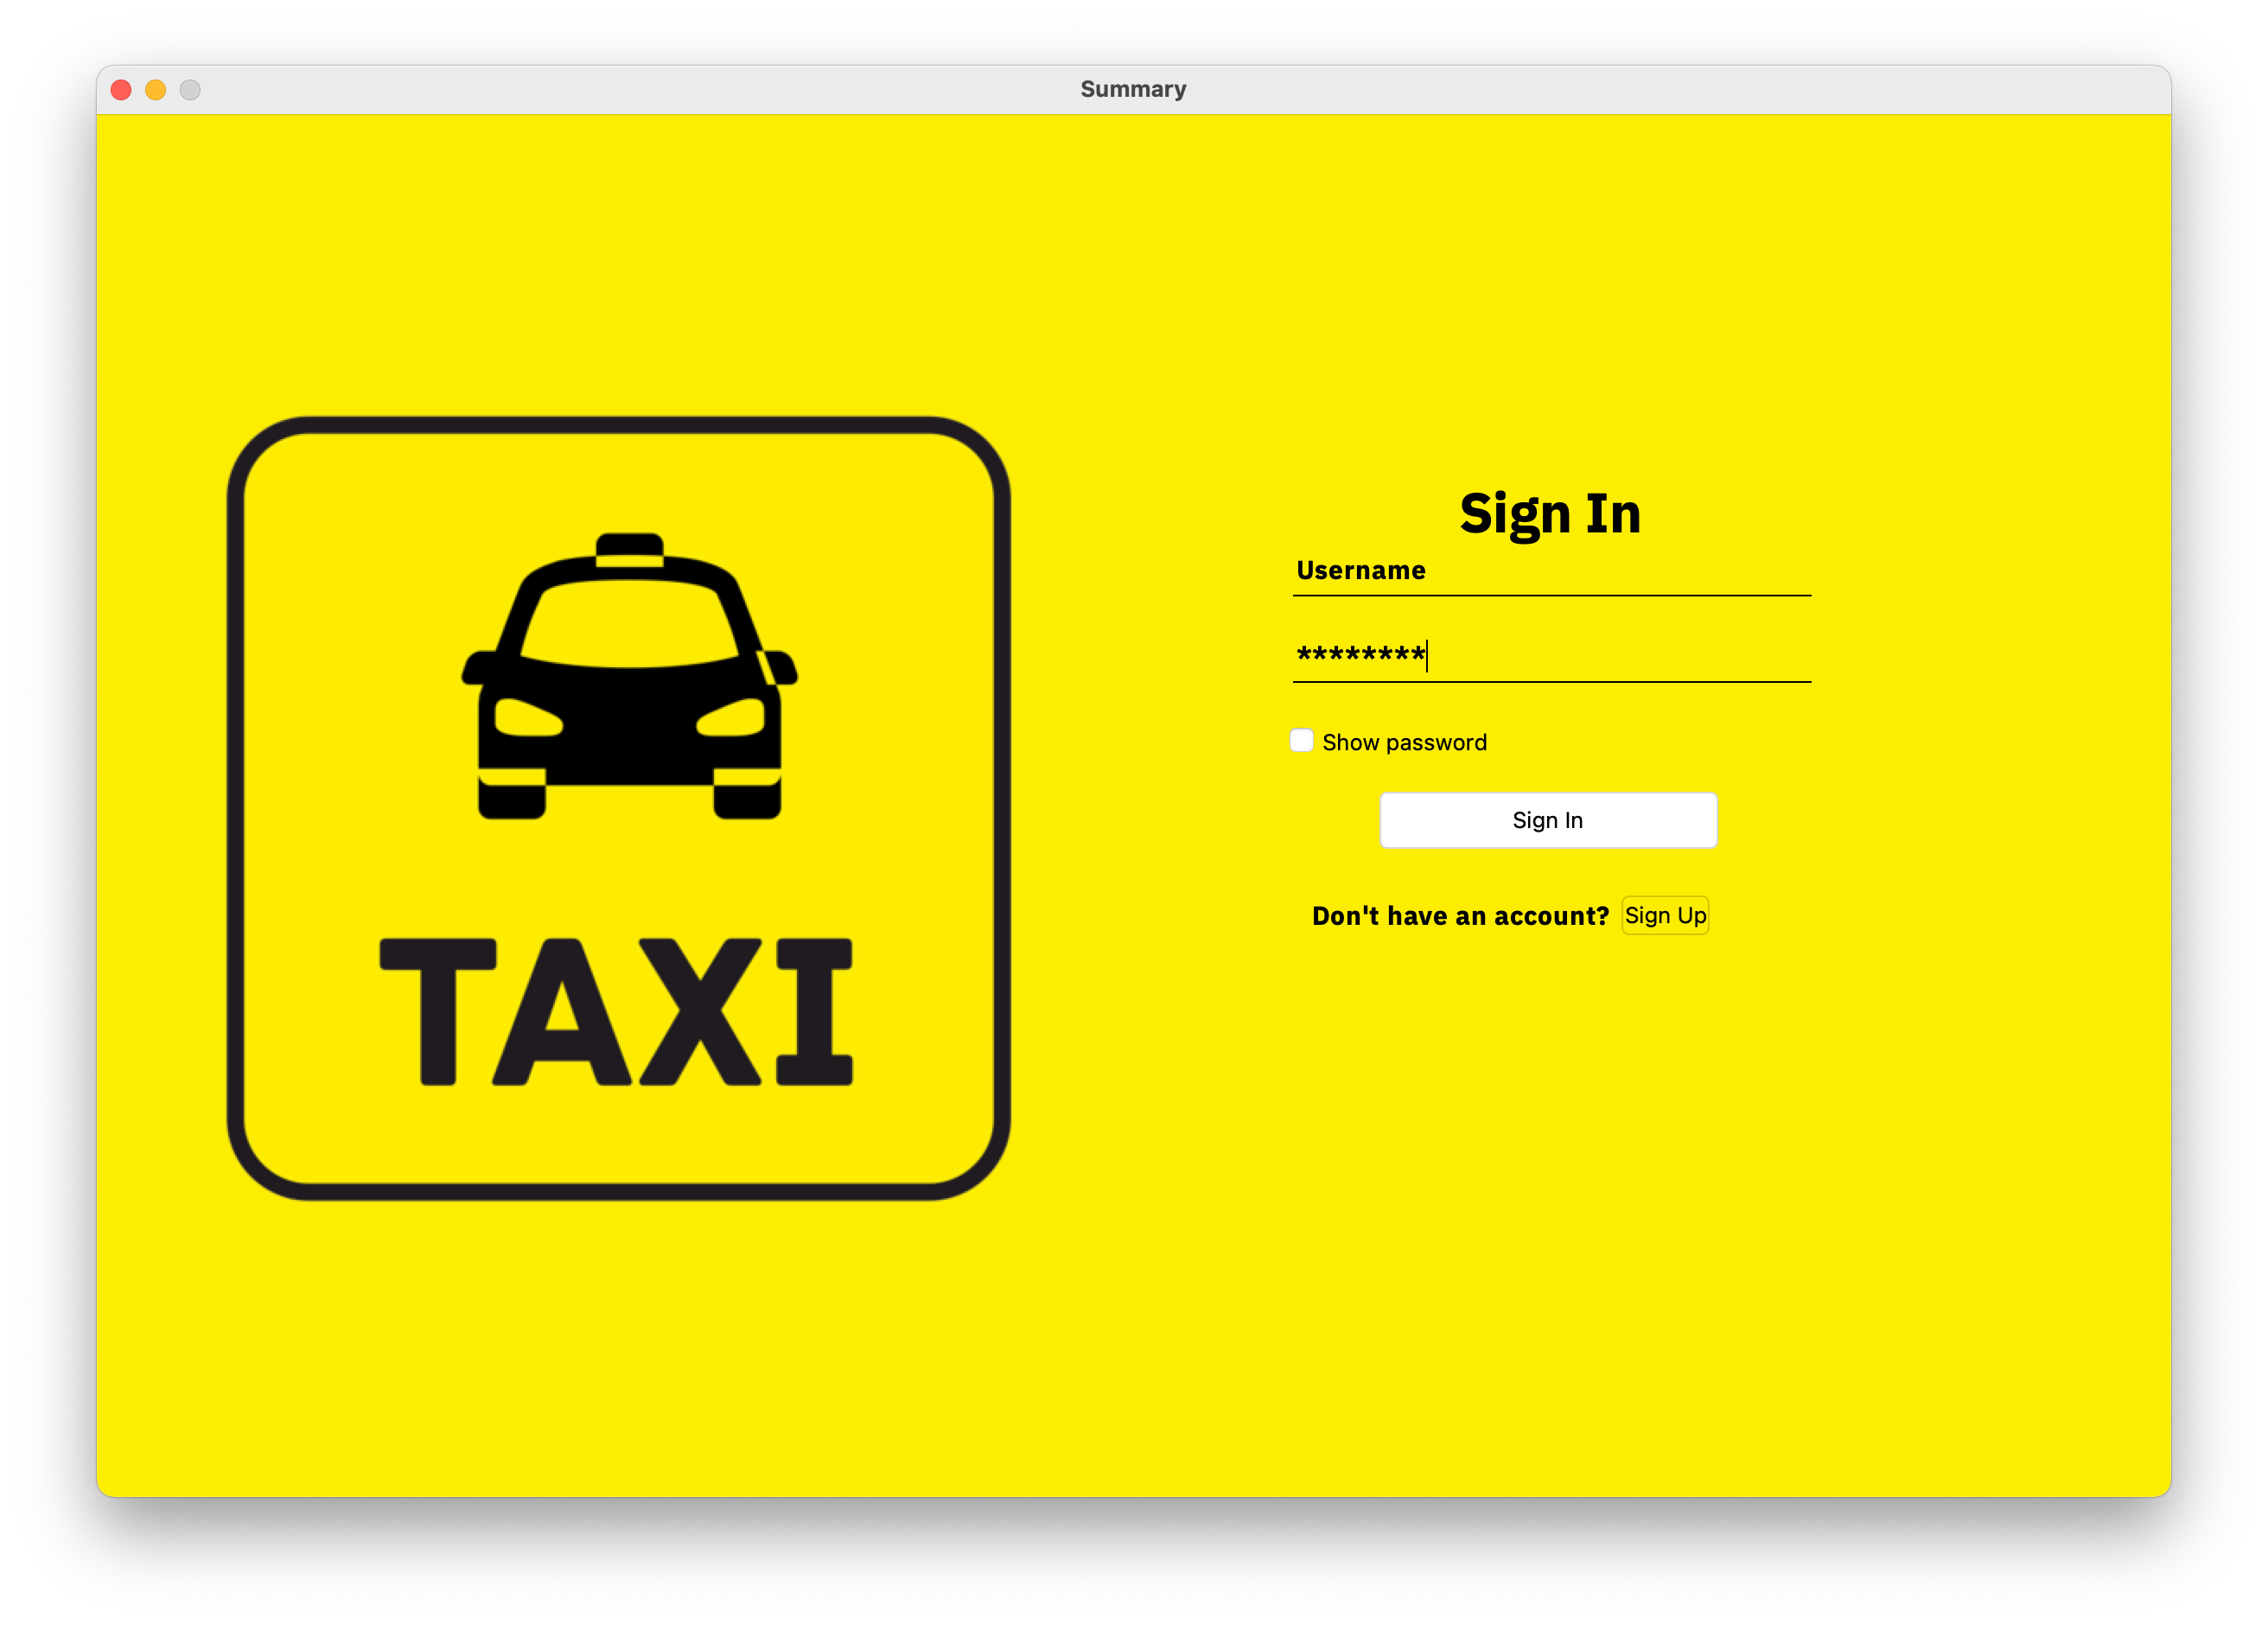 Summary
TAXI
Sign In
Username
********
Show password
Sign In
Don't have an account? Sign Up